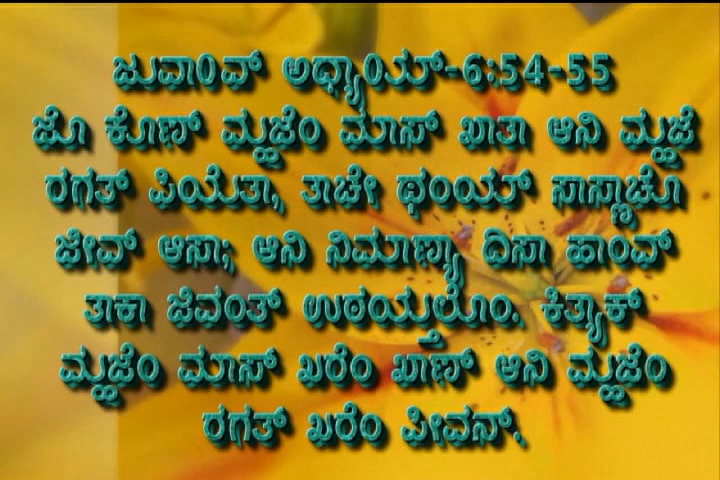 ಜುವಾಂವ್ ಅಧ್ಯಾಂಯ್-6:54-55
ಜೊ ಕೊಣ್ ಮ್ಹಜೆಂ ಮಾಸ್ ಖಾತಾ ಆನಿ ಮ್ಹಜೆ
ರಗತ್ ಪಿಯೆತಾ, ತಾಚೇ ಥಂಯ್ ಸಾಸ್ಣಾಚೊ
ಜೀವ್ ಆಸಾ; ಆನಿ ನಿಮಾಣ್ಯಾ ದಿಸಾ ಹಾಂವ್
ತಾಕಾ ಜಿವಂತ್ ಉಠಯ್ತಲೊಂ. ಕಿತ್ಯಾಕ್
ಮ್ಹಜೆಂ ಮಾಸ್ ಖರೆಂ ಖಾಣ್ ಆನಿ ಮ್ಹಜೆಂ
ರಗತ್ ಖರೆಂ ಪೀವನ್.